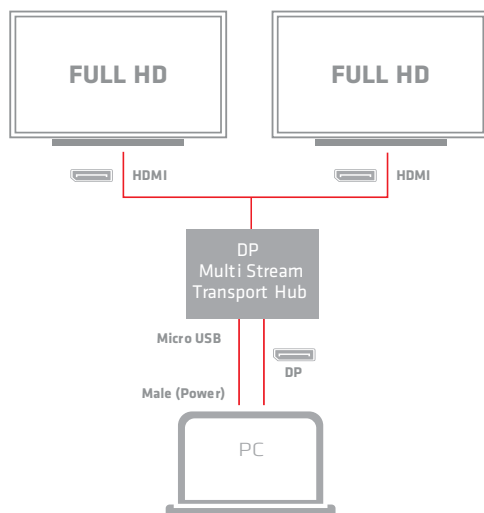 FULL HD
FULL HD
HDMI
HDMI
DP
Multi Stream
Transport Hub
Micro USB
DP
Male (Power)
PC